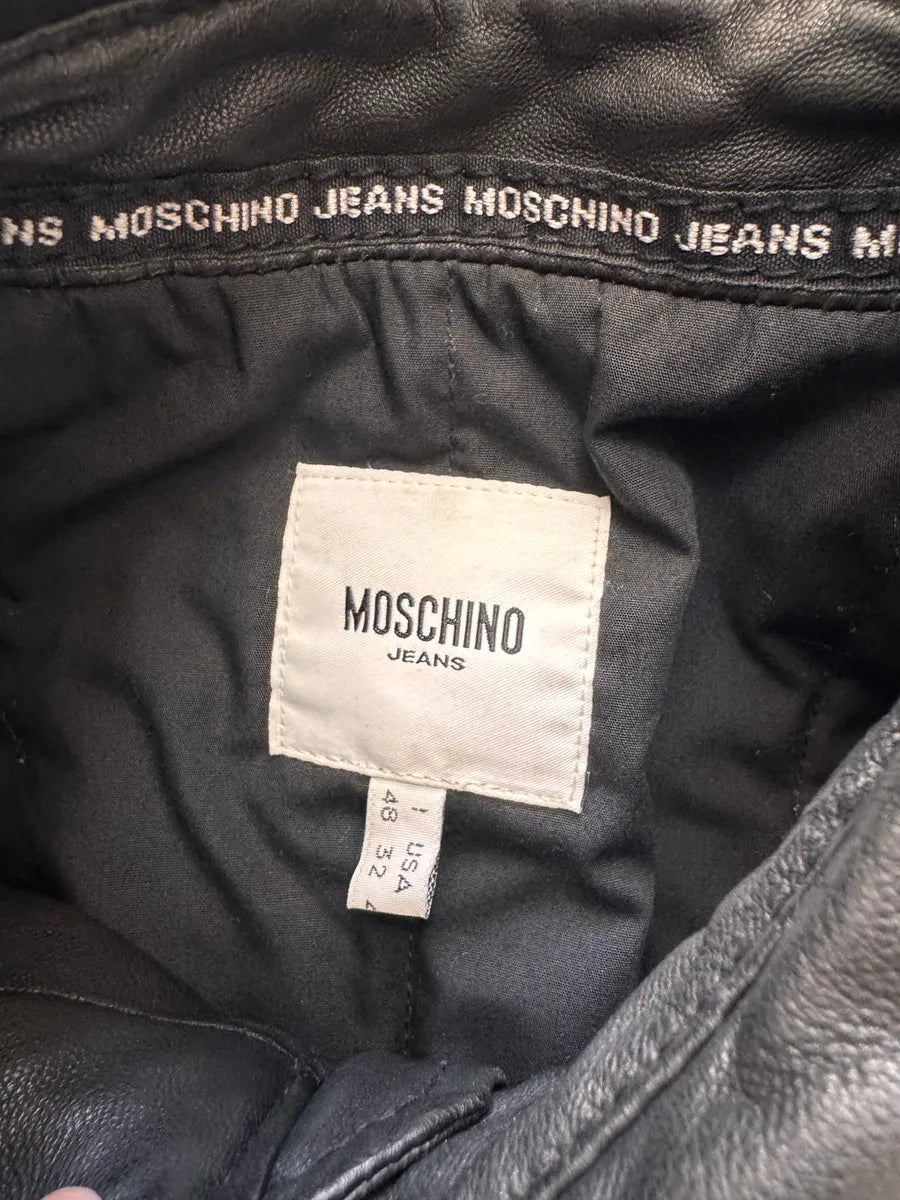 NS MOSCHINO JEANS MOSCHINO JEANS M
MOSCHINO
JEANS
I USA
48 32